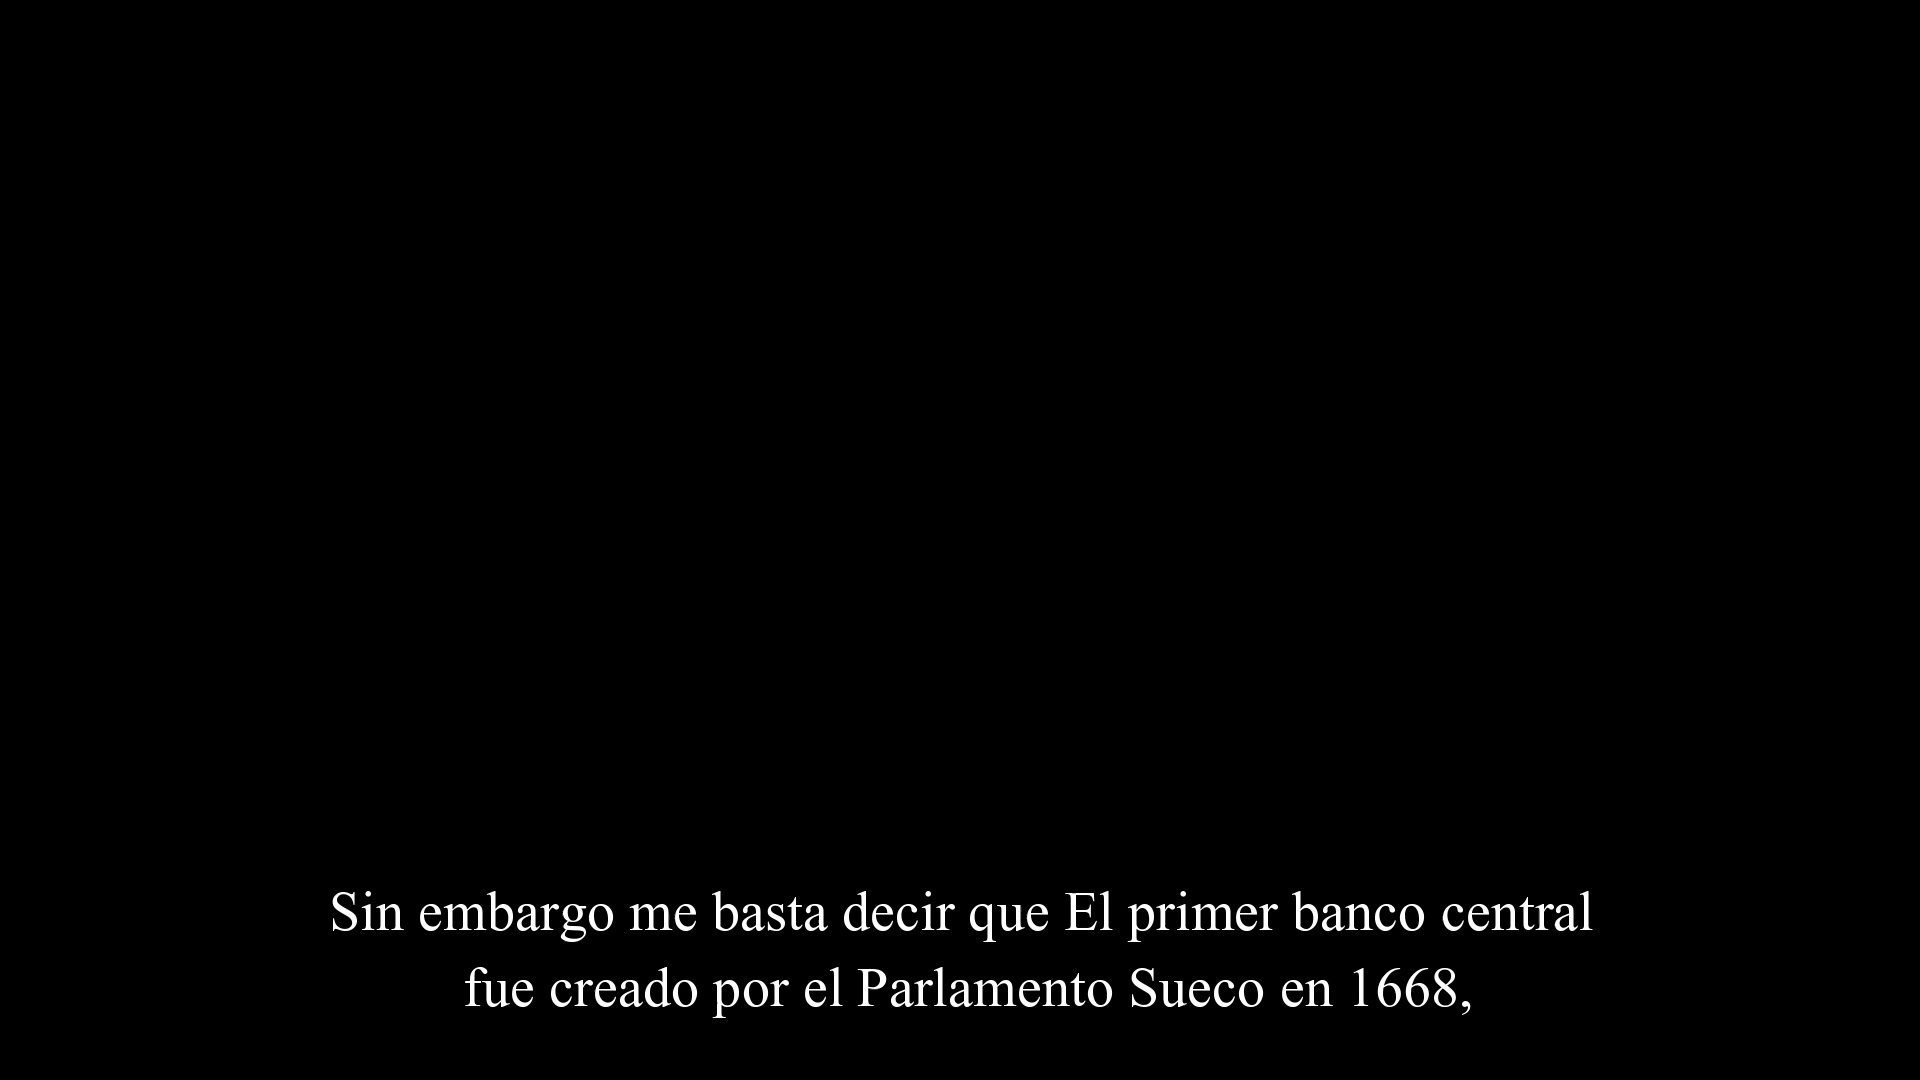 Sin embargo me basta decir que El primer banco central
fue creado por el Parlamento Sueco en 1668,